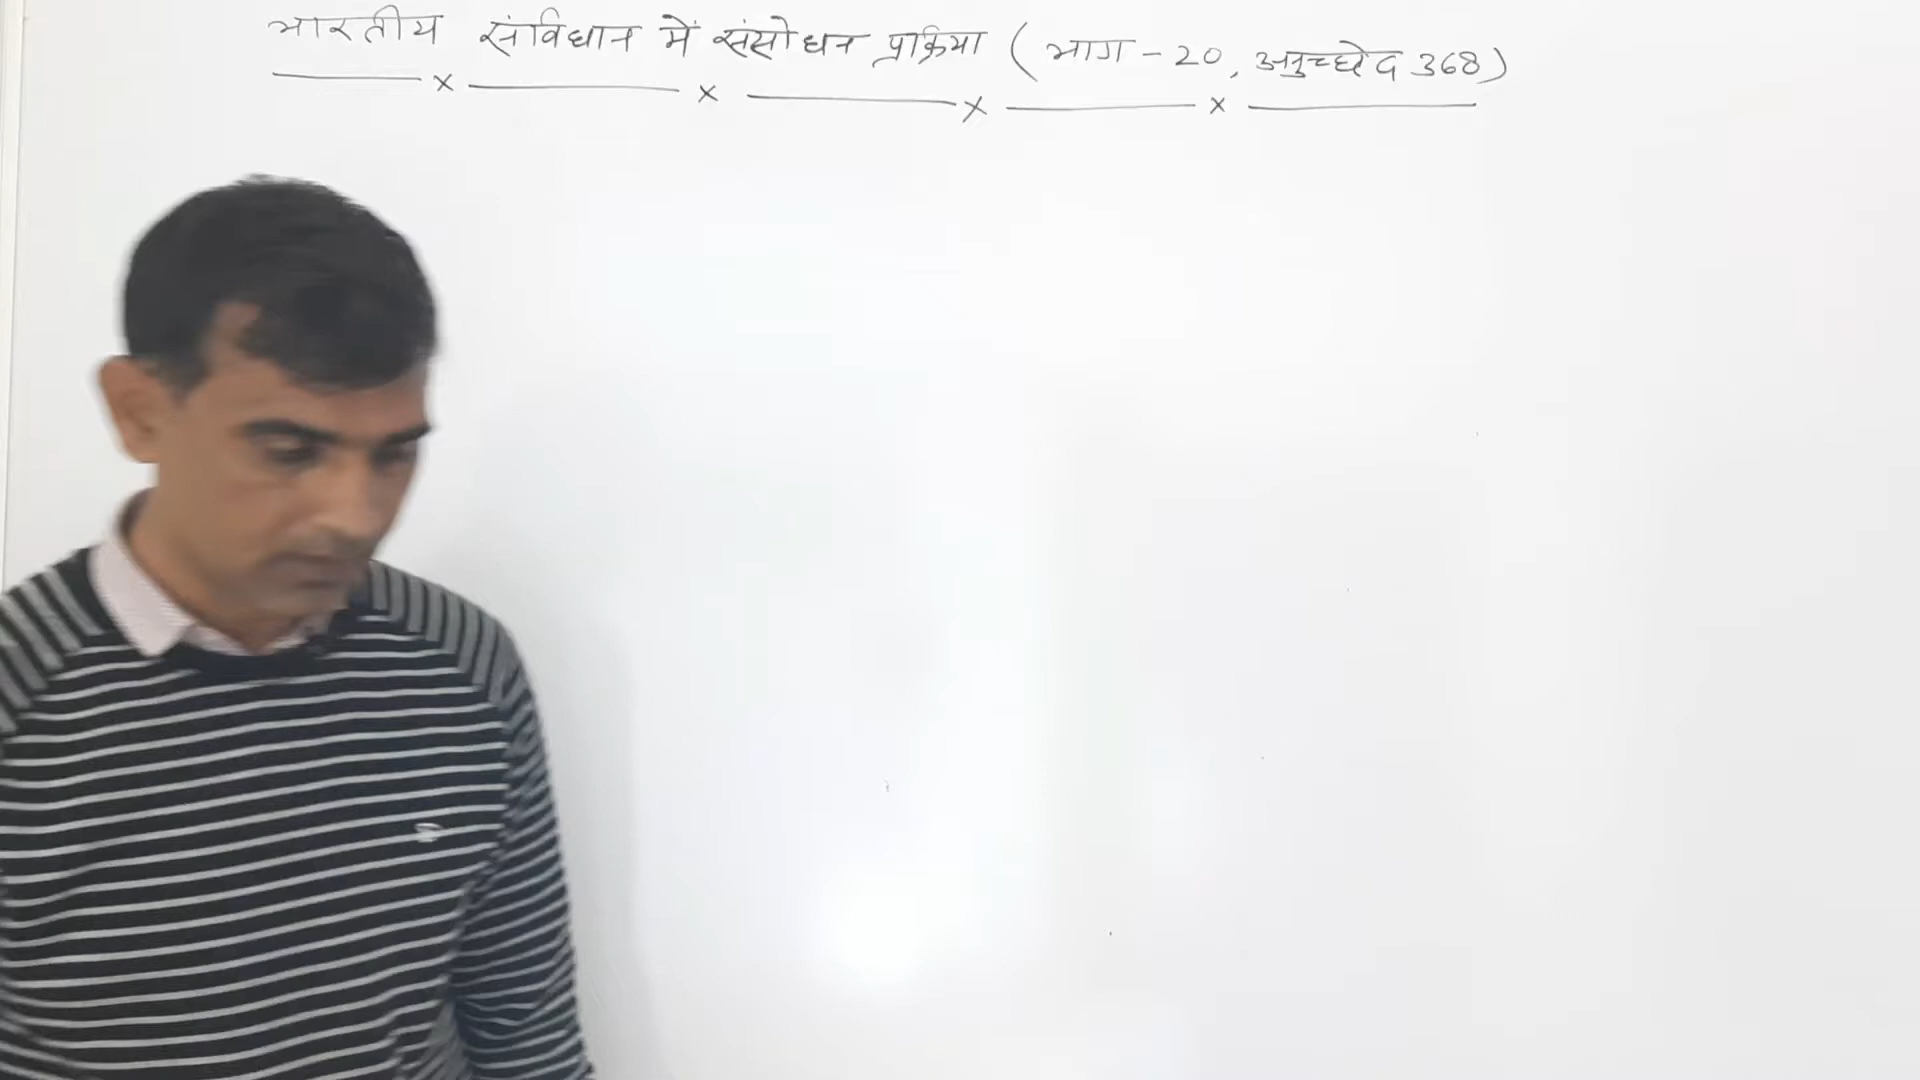 भारतीय संविधान में संसोधन प्रक्रिया (भाग-20, अनुच्छेद 368)